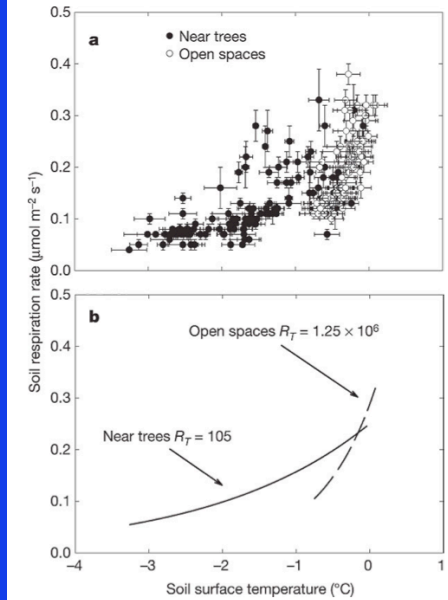 0.5
a
Near trees
Open spaces
0.4
0.3
0.2
0.1
0.0
Soil respiration rate (μmol m⁻² s⁻¹)
0.5
b
Open spaces R_T = 1.25 × 10⁶
0.4
0.3
Near trees R_T = 105
0.2
0.1
0.0
−4 −3 −2 −1 0 1
Soil surface temperature (°C)